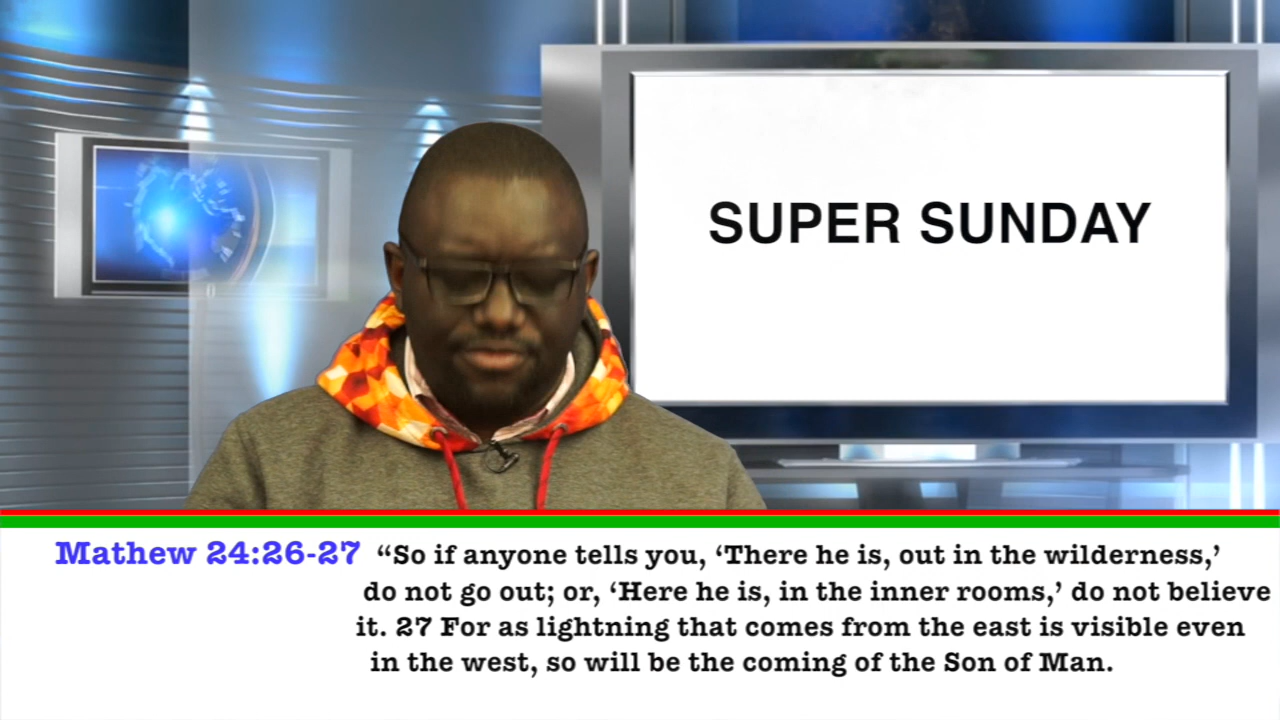 SUPER SUNDAY
Mathew 24:26-27 “So if anyone tells you, ‘There he is, out in the wilderness,’
do not go out; or, ‘Here he is, in the inner rooms,’ do not believe
it. 27 For as lightning that comes from the east is visible even
in the west, so will be the coming of the Son of Man.